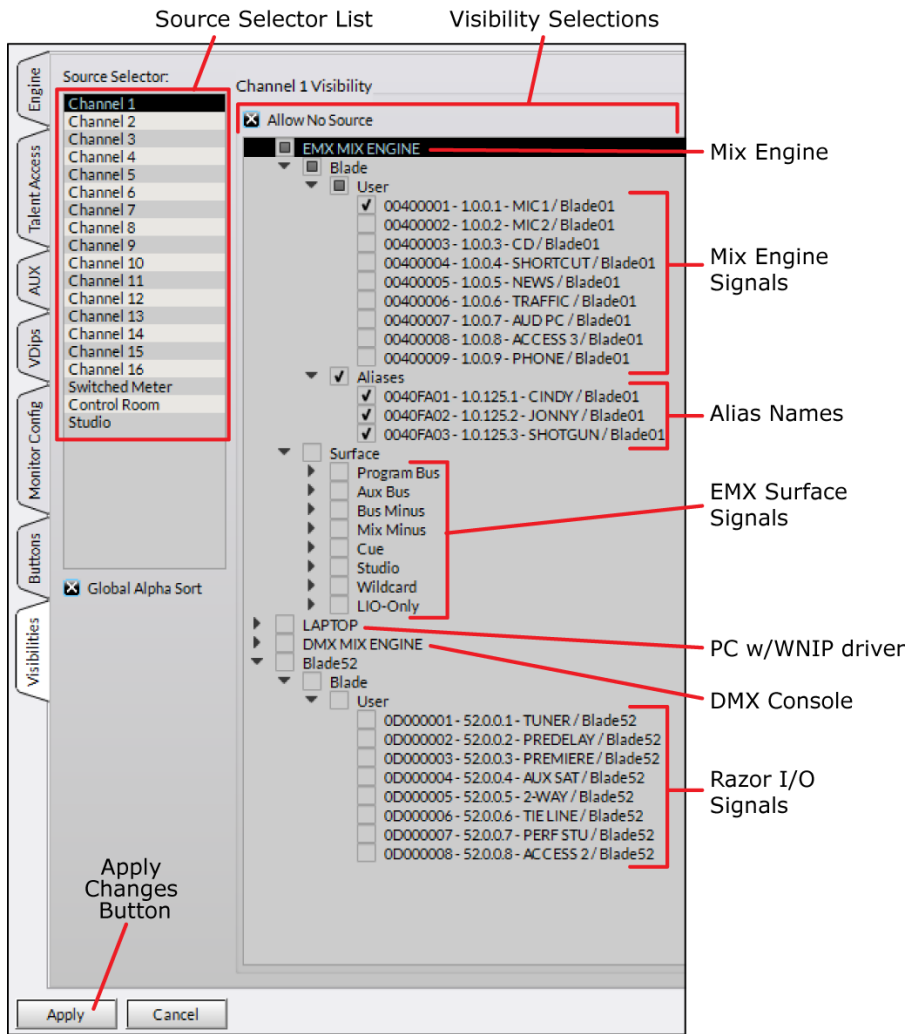 Source Selector List
Visibility Selections
Engine
Talent Access
AUX
VDips
Monitor Config
Buttons
Visibilities
Source Selector:
Channel 1
Channel 2
Channel 3
Channel 4
Channel 5
Channel 6
Channel 7
Channel 8
Channel 9
Channel 10
Channel 11
Channel 12
Channel 13
Channel 14
Channel 15
Channel 16
Switched Meter
Control Room
Studio
Global Alpha Sort
Channel 1 Visibility
Allow No Source
EMX MIX ENGINE
Blade
User
00400001 - 1.0.0.1 - MIC1 / Blade01
00400002 - 1.0.0.2 - MIC2 / Blade01
00400003 - 1.0.0.3 - CD / Blade01
00400004 - 1.0.0.4 - SHORTCUT / Blade01
00400005 - 1.0.0.5 - NEWS / Blade01
00400006 - 1.0.0.6 - TRAFFIC / Blade01
00400007 - 1.0.0.7 - AUD PC / Blade01
00400008 - 1.0.0.8 - ACCESS 3 / Blade01
00400009 - 1.0.0.9 - PHONE / Blade01
Aliases
0040FA01 - 1.0.125.1 - CINDY / Blade01
0040FA02 - 1.0.125.2 - JONNY / Blade01
0040FA03 - 1.0.125.3 - SHOTGUN / Blade01
Surface
Program Bus
Aux Bus
Bus Minus
Mix Minus
Cue
Studio
Wildcard
LIO-Only
LAPTOP
DMX MIX ENGINE
Blade52
Blade
User
0D000001 - 52.0.0.1 - TUNER / Blade52
0D000002 - 52.0.0.2 - PREDELAY / Blade52
0D000003 - 52.0.0.3 - PREMIERE / Blade52
0D000004 - 52.0.0.4 - AUX SAT / Blade52
0D000005 - 52.0.0.5 - 2-WAY / Blade52
0D000006 - 52.0.0.6 - TIE LINE / Blade52
0D000007 - 52.0.0.7 - PERF STU / Blade52
0D000008 - 52.0.0.8 - ACCESS 2 / Blade52
Mix Engine
Mix Engine
Signals
Alias Names
EMX Surface
Signals
PC w/WNIP driver
DMX Console
Razor I/O
Signals
Apply
Changes
Button
Apply
Cancel